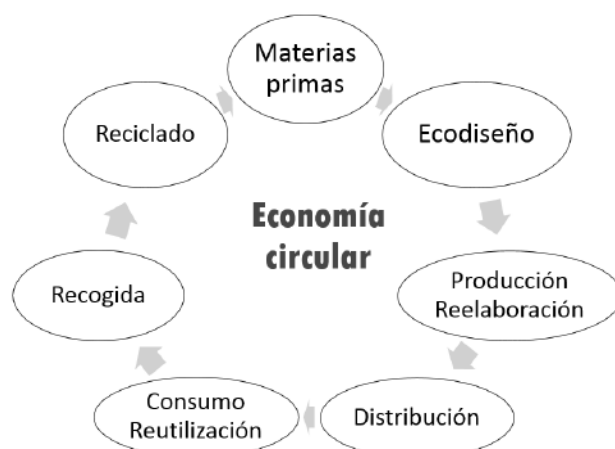 Materias
primas
Ecodiseño
Producción
Reelaboración
Distribución
Consumo
Reutilización
Recogida
Reciclado
Economía
circular